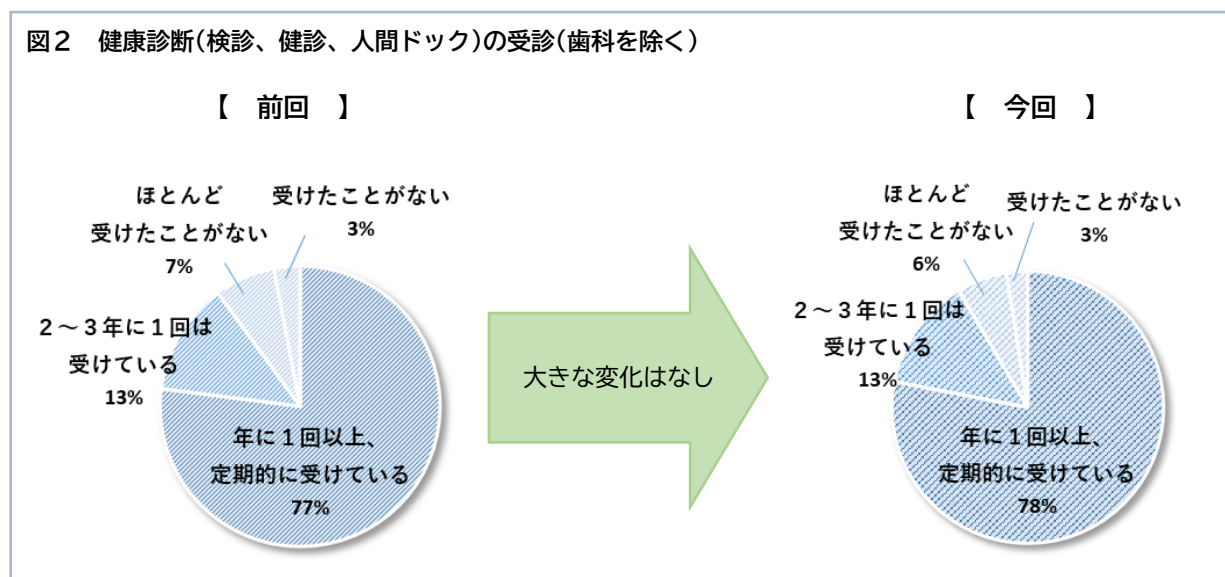 図2　健康診断(検診、健診、人間ドック)の受診(歯科を除く)
【　前回　】
ほとんど
受けたことがない
7%
受けたことがない
3%
2～3年に1回は
受けている
13%
年に1回以上、
定期的に受けている
77%
大きな変化はなし
【　今回　】
ほとんど
受けたことがない
6%
受けたことがない
3%
2～3年に1回は
受けている
13%
年に1回以上、
定期的に受けている
78%